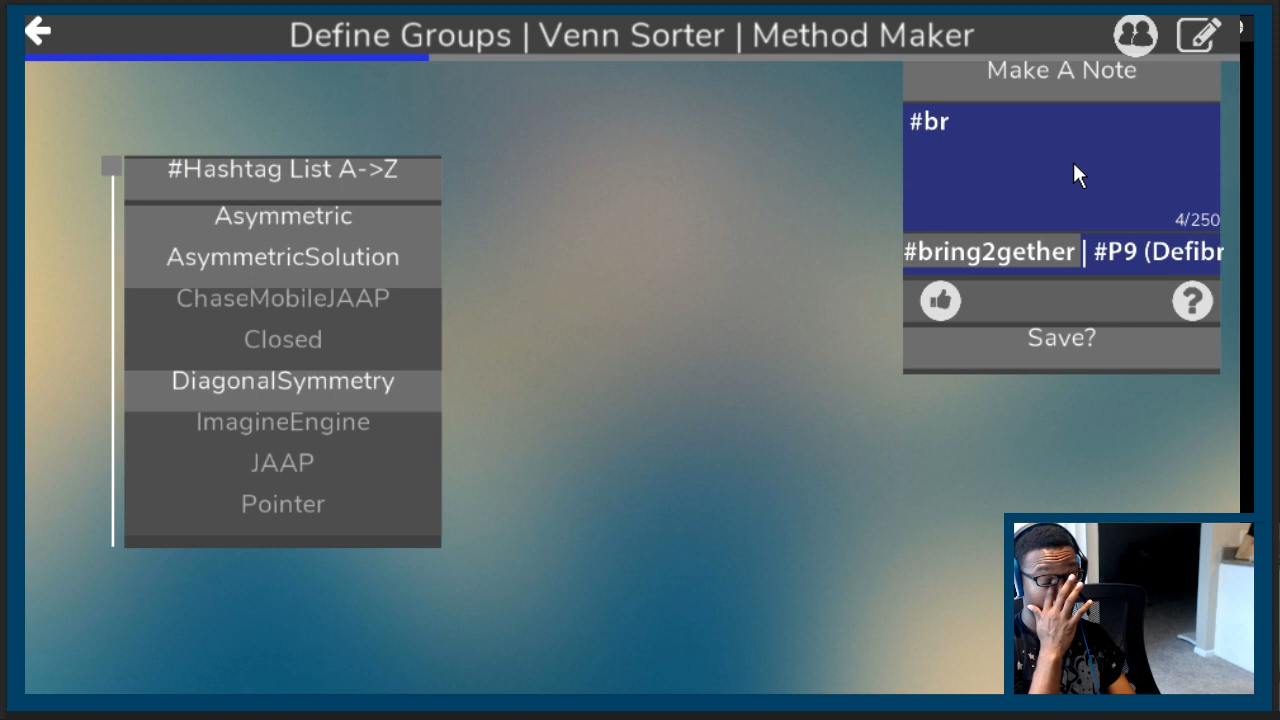 Define Groups | Venn Sorter | Method Maker
Make A Note
#br
4/250
#bring2gether | #P9 (Defibr
Save?
#Hashtag List A->Z
Asymmetric
AsymmetricSolution
ChaseMobileJAAP
Closed
DiagonalSymmetry
ImagineEngine
JAAP
Pointer